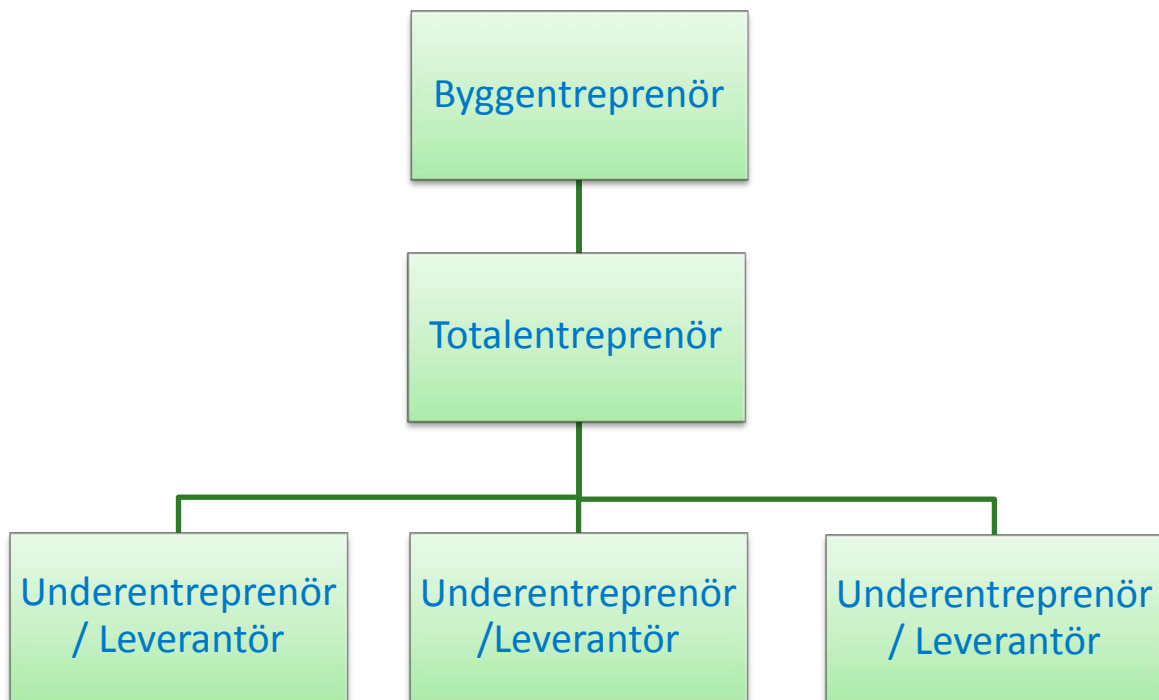 Byggentreprenör
Totalentreprenör
Underentreprenör
/ Leverantör
Underentreprenör
/Leverantör
Underentreprenör
/ Leverantör